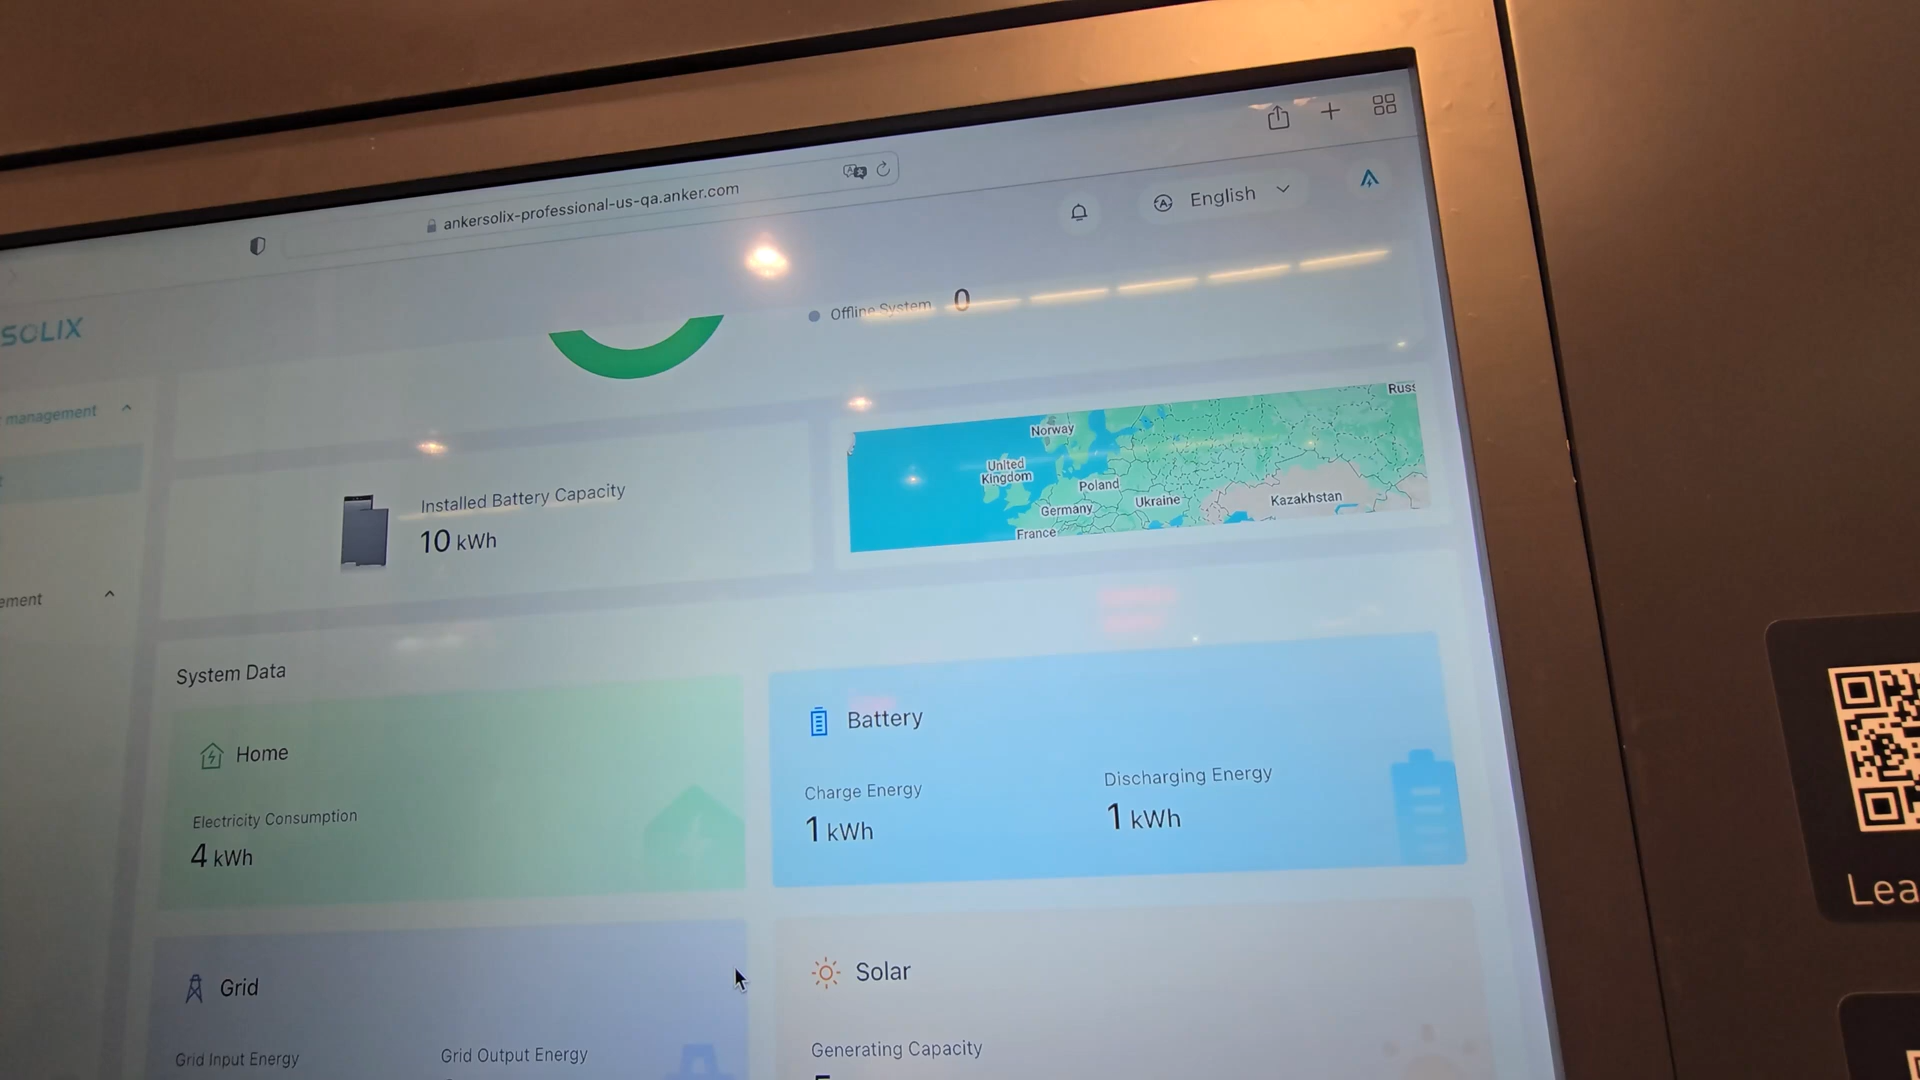 ankersolix-professional-us-qa.anker.com
English
SOLIX
Offline System 0
management
Russ
Norway
United
Kingdom
Poland
Germany
Ukraine
Kazakhstan
France
Installed Battery Capacity
10 kWh
ement
System Data
Home
Electricity Consumption
4 kWh
Battery
Charge Energy
1 kWh
Discharging Energy
1 kWh
Grid
Grid Input Energy
Grid Output Energy
Solar
Generating Capacity
Lea